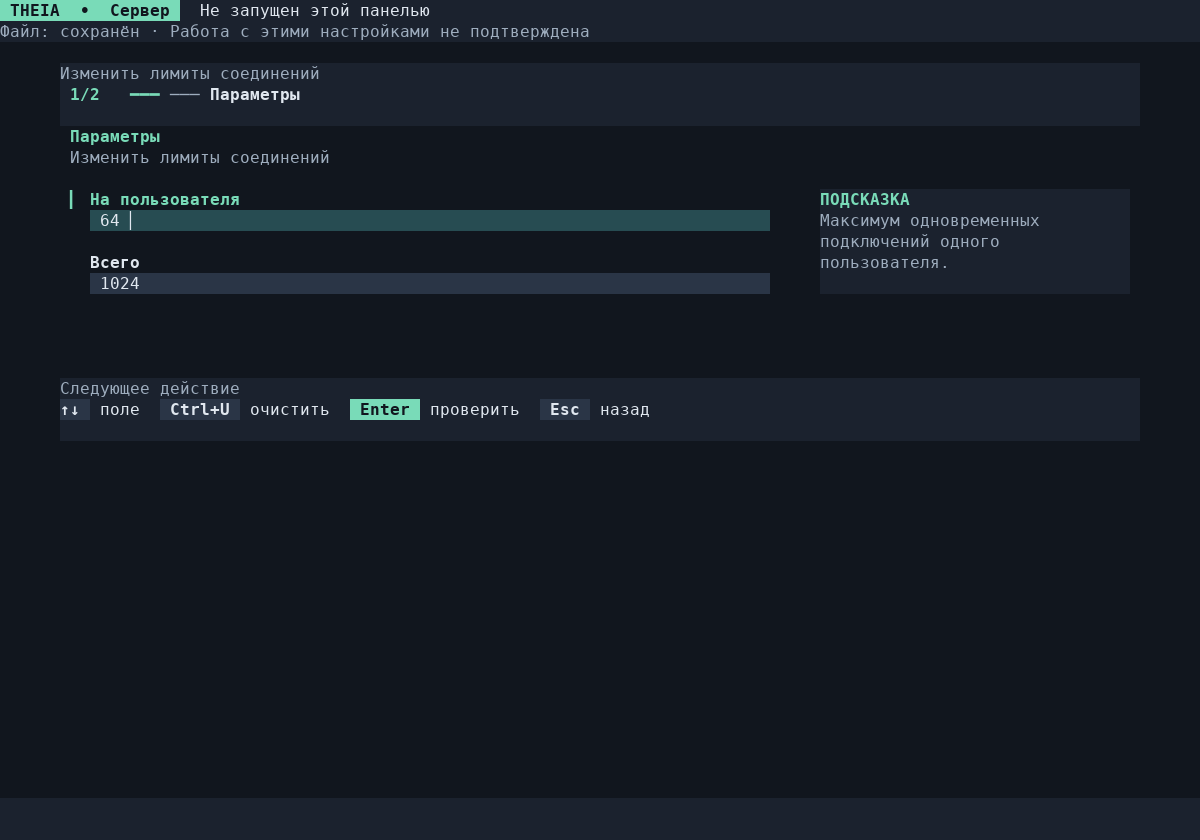 THEIA • Сервер Не запущен этой панелью
Файл: сохранён · Работа с этими настройками не подтверждена
Изменить лимиты соединений
1/2 ━━━ ─── Параметры
Параметры
Изменить лимиты соединений
На пользователя
64
Всего
1024
ПОДСКАЗКА
Максимум одновременных
подключений одного
пользователя.
Следующее действие
↑↓ поле Ctrl+U очистить Enter проверить Esc назад